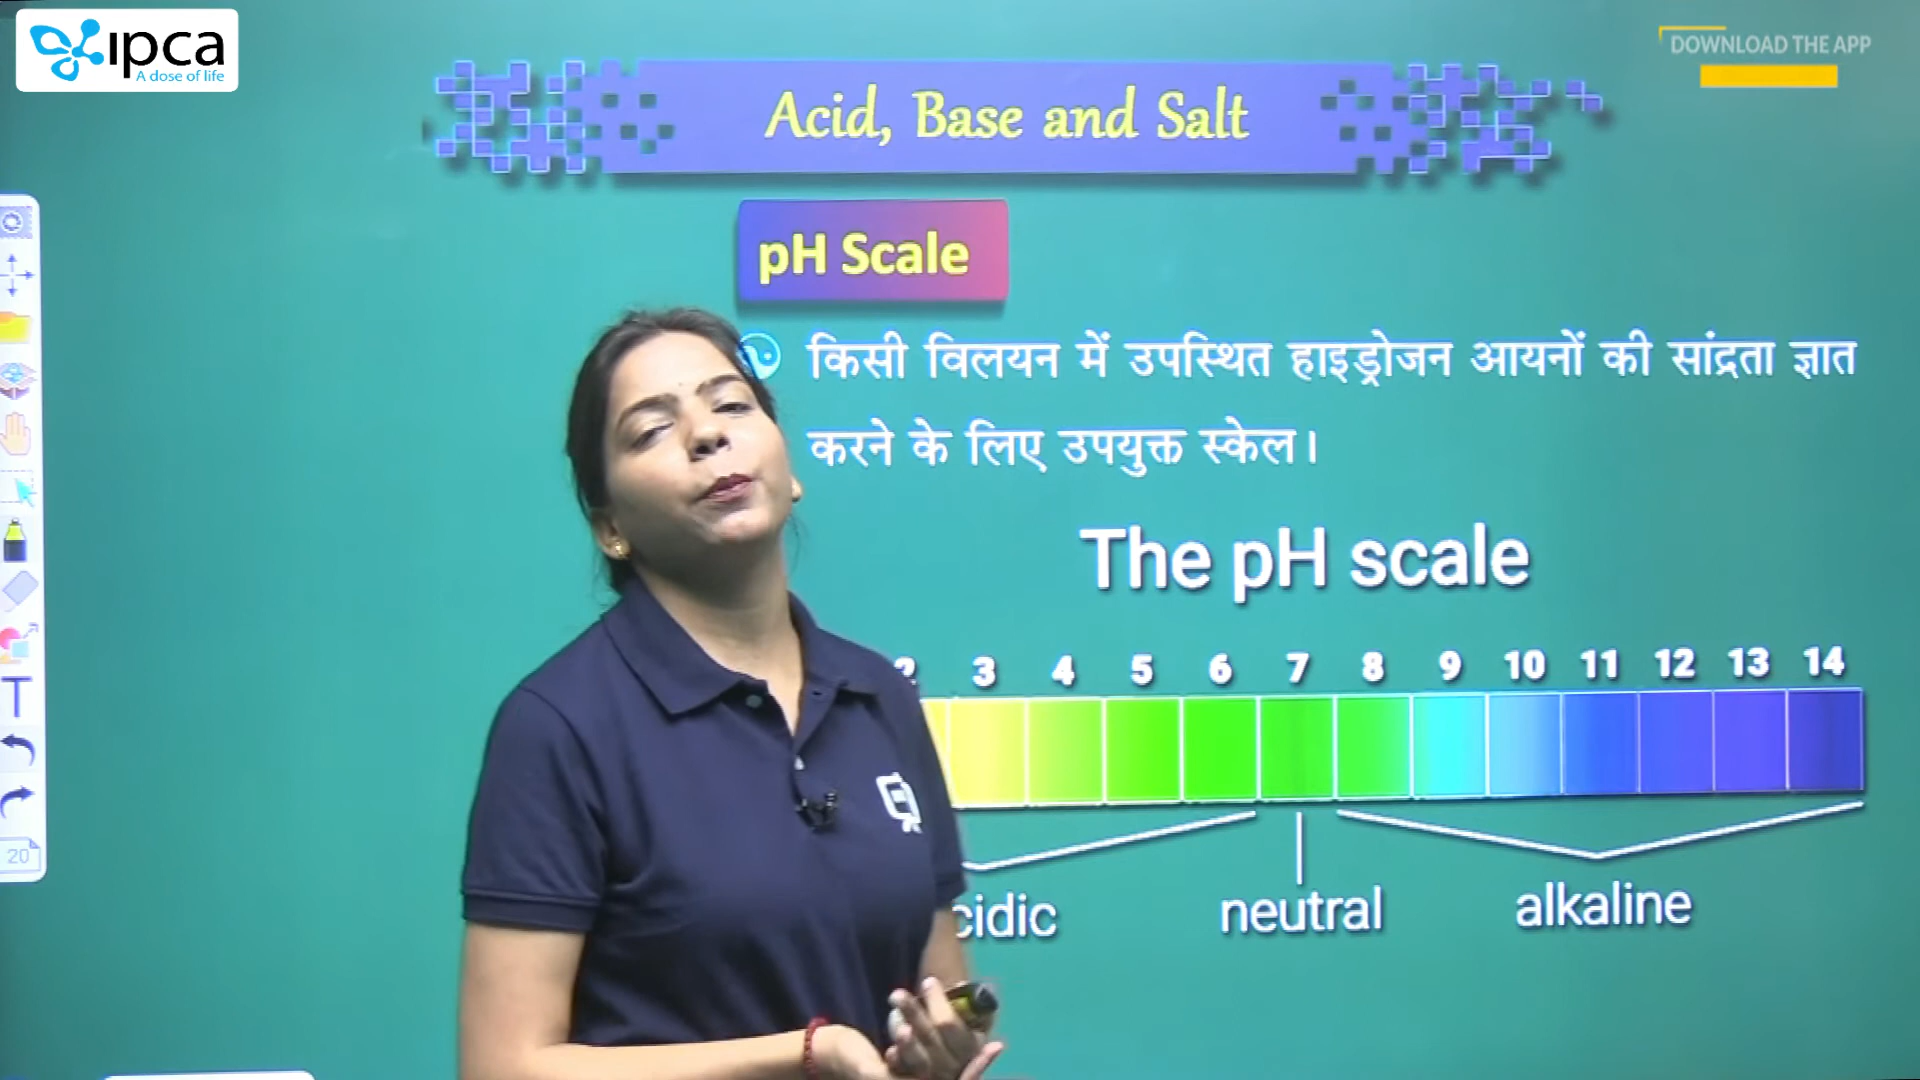 ipca
A dose of life
DOWNLOAD THE APP
Acid, Base and Salt
pH Scale
किसी विलयन में उपस्थित हाइड्रोजन आयनों की सांद्रता ज्ञात
करने के लिए उपयुक्त स्केल।
The pH scale
2 3 4 5 6 7 8 9 10 11 12 13 14
cidic neutral alkaline
T
20